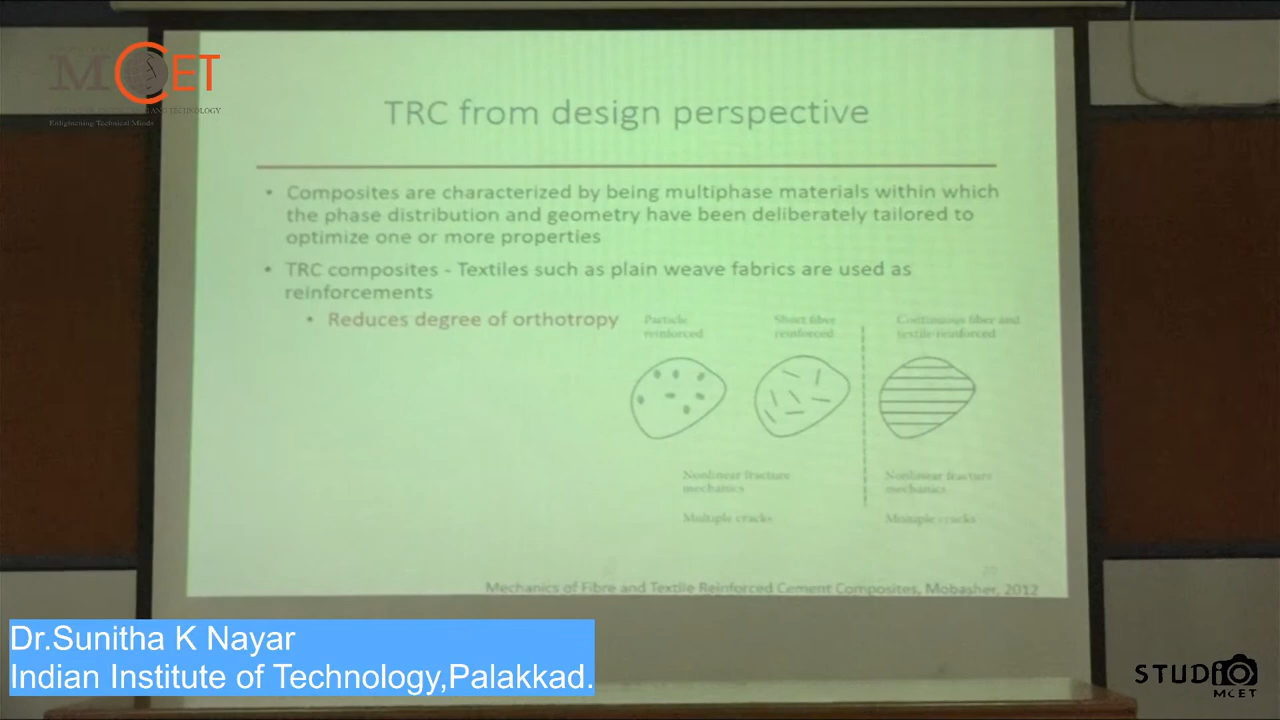 MCET
AND TECHNOLOGY
Enlightening Technical Minds
TRC from design perspective
• Composites are characterized by being multiphase materials within which
the phase distribution and geometry have been deliberately tailored to
optimize one or more properties
• TRC composites - Textiles such as plain weave fabrics are used as
reinforcements
• Reduces degree of orthotropy
Particle
reinforced
Short fibre
reinforced
Continuous fiber and
textile reinforced
Nonlinear fracture
mechanics
Multiple cracks
Nonlinear fracture
mechanics
Multiple cracks
Mechanics of Fibre and Textile Reinforced Cement Composites, Mobasher, 2012
Dr.Sunitha K Nayar
Indian Institute of Technology,Palakkad.
STUDIO
MCET